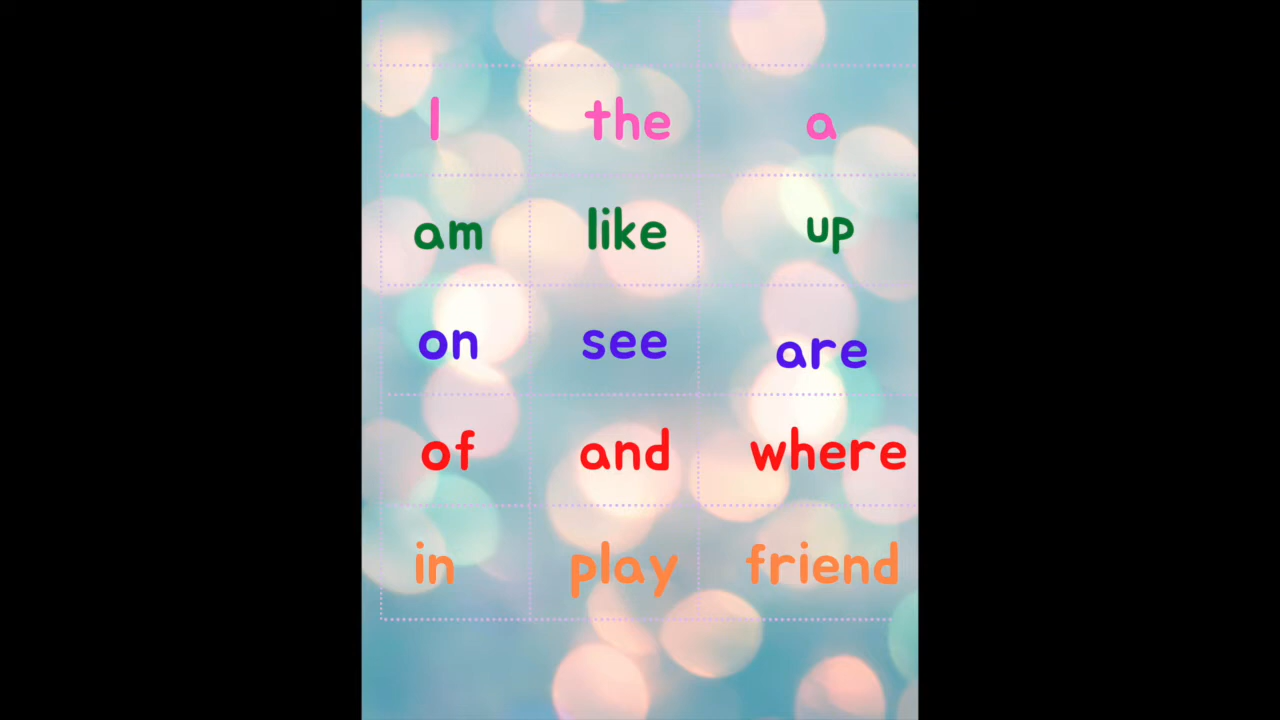 I the a
am like up
on see are
of and where
in play friend